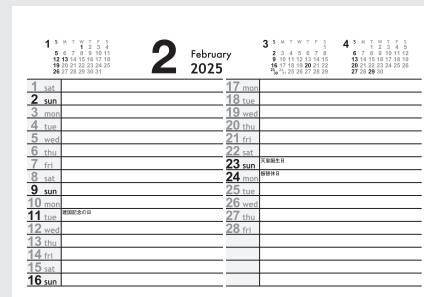 1
S M T W T F S
1 2 3 4
5 6 7 8 9 10 11
12 13 14 15 16 17 18
19 20 21 22 23 24 25
26 27 28 29 30 31
2 February
2025
3
S M T W T F S
1
2 3 4 5 6 7 8
9 10 11 12 13 14 15
16 17 18 19 20 21 22
23 30 24 31 25 26 27 28 29
4
S M T W T F S
1 2 3 4 5
6 7 8 9 10 11 12
13 14 15 16 17 18 19
20 21 22 23 24 25 26
27 28 29 30
1 sat
2 sun
3 mon
4 tue
5 wed
6 thu
7 fri
8 sat
9 sun
10 mon
11 tue 建国記念の日
12 wed
13 thu
14 fri
15 sat
16 sun
17 mon
18 tue
19 wed
20 thu
21 fri
22 sat
23 sun 天皇誕生日
24 mon 振替休日
25 tue
26 wed
27 thu
28 fri